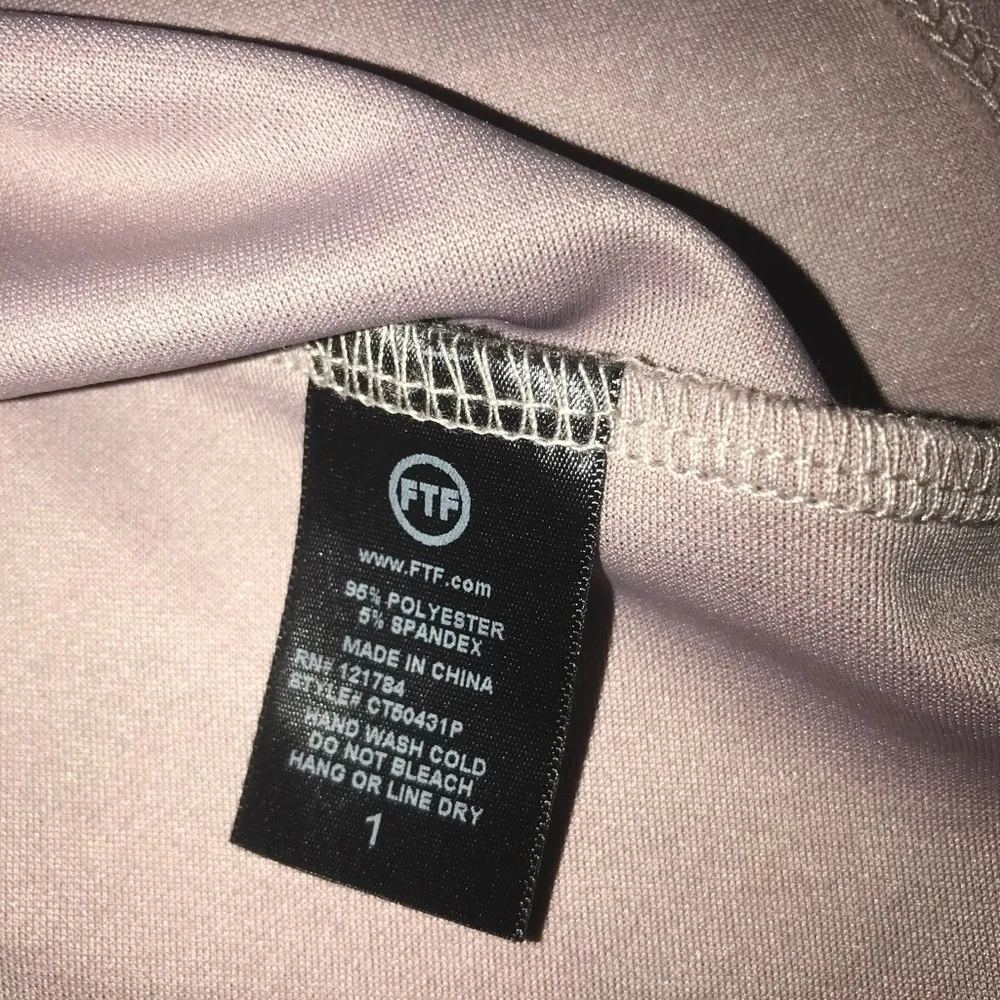 FTF
www.FTF.com
95% POLYESTER
5% SPANDEX
MADE IN CHINA
RN# 121784
STYLE# CT50431P
HAND WASH COLD
DO NOT BLEACH
HANG OR LINE DRY
1